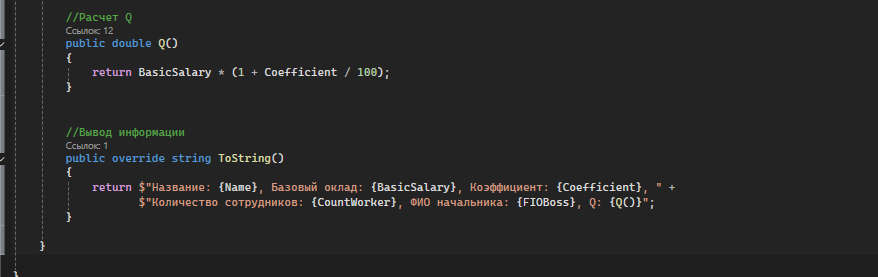 //Расчет Q
Ссылок: 12
public double Q()
{
return BasicSalary * (1 + Coefficient / 100);
}
//Вывод информации
Ссылок: 1
public override string ToString()
{
return $"Название: {Name}, Базовый оклад: {BasicSalary}, Коэффициент: {Coefficient}, " +
$"Количество сотрудников: {CountWorker}, ФИО начальника: {FIOBoss}, Q: {Q()}";
}
}
}